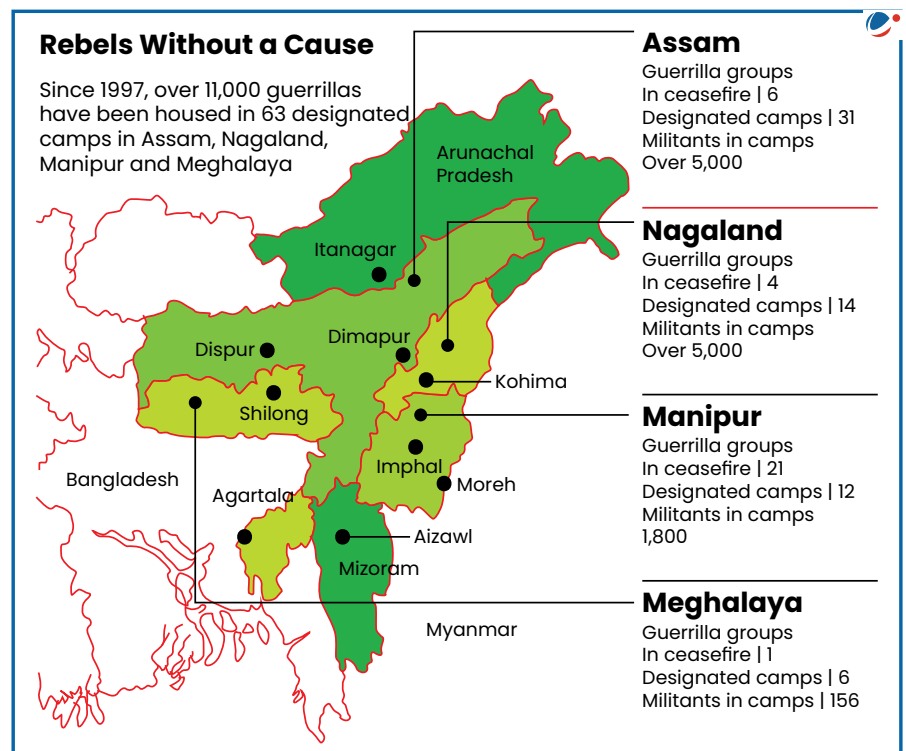 Rebels Without a Cause
Since 1997, over 11,000 guerrillas
have been housed in 63 designated
camps in Assam, Nagaland,
Manipur and Meghalaya
Arunachal
Pradesh
Itanagar
Dimapur
Dispur
Kohima
Shilong
Imphal
Bangladesh
Moreh
Agartala
Aizawl
Mizoram
Myanmar
Assam
Guerrilla groups
In ceasefire | 6
Designated camps | 31
Militants in camps
Over 5,000
Nagaland
Guerrilla groups
In ceasefire | 4
Designated camps | 14
Militants in camps
Over 5,000
Manipur
Guerrilla groups
In ceasefire | 21
Designated camps | 12
Militants in camps
1,800
Meghalaya
Guerrilla groups
In ceasefire | 1
Designated camps | 6
Militants in camps | 156